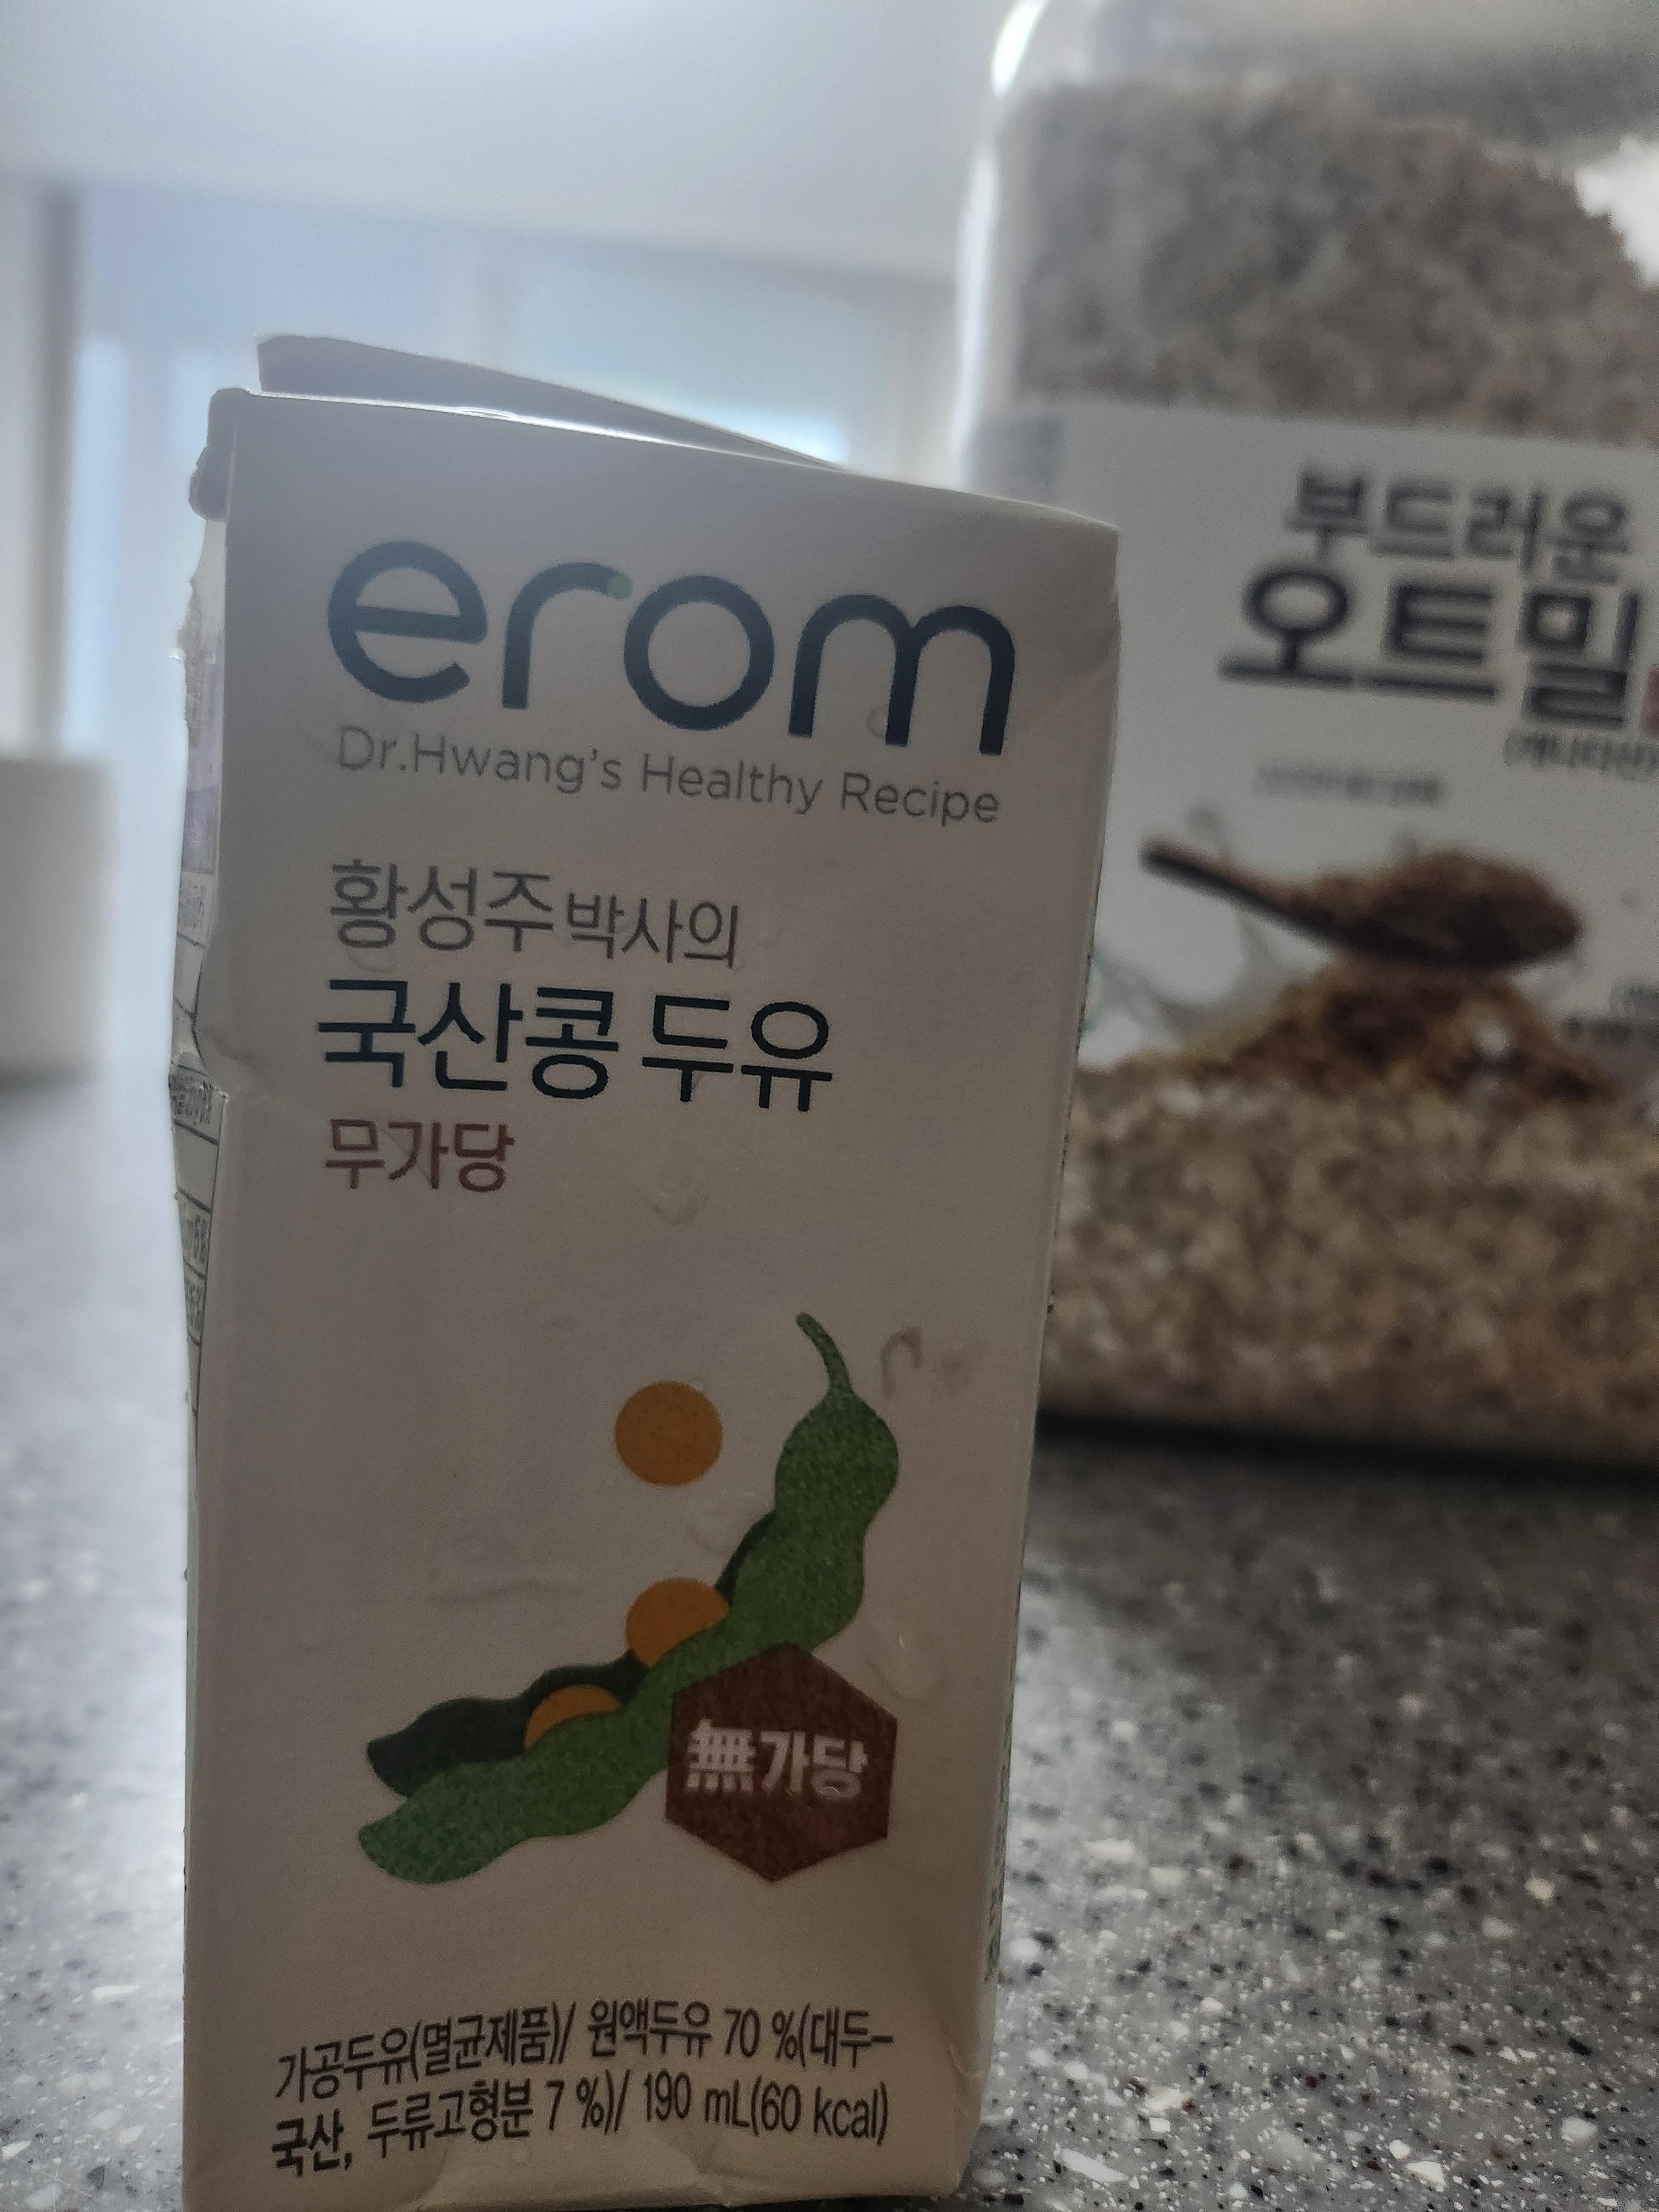 erom
Dr.Hwang's Healthy Recipe
황성주 박사의
국산콩 두유
무가당
無가당
가공두유(멸균제품)/ 원액두유 70 %(대두-
국산, 두류고형분 7 %)/ 190 mL(60 kcal)
부드러운
오트밀